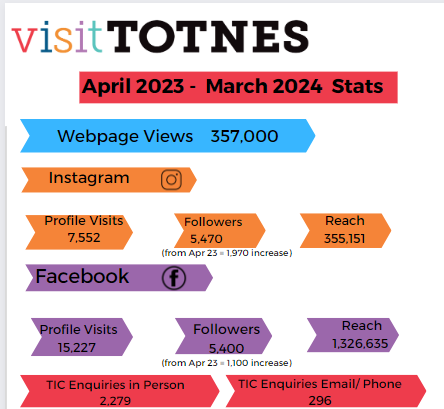 visit TOTNES
April 2023 - March 2024 Stats
Webpage Views 357,000
Instagram
Profile Visits
7,552
Followers
5,470
(from Apr 23 = 1,970 increase)
Reach
355,151
Facebook
Profile Visits
15,227
Followers
5,400
(from Apr 23 = 1,100 increase)
Reach
1,326,635
TIC Enquiries in Person
2,279
TIC Enquiries Email/ Phone
296